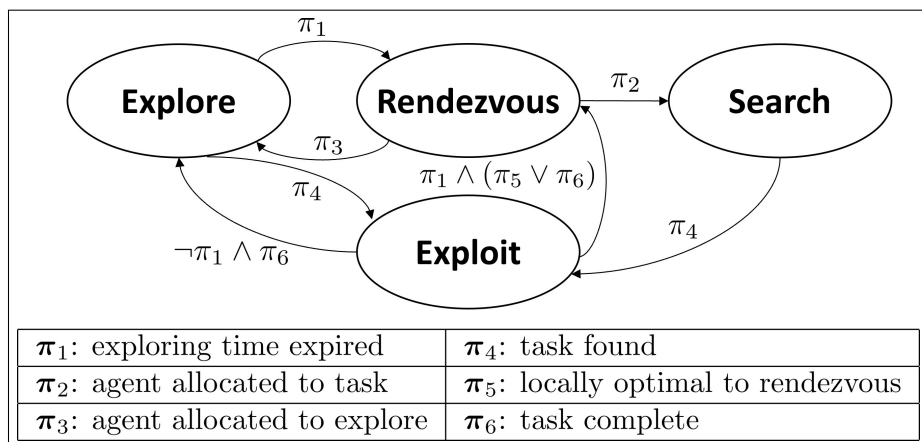 π₁
Explore
Rendezvous
π₂
Search
π₃
π₄
π₁ ∧ (π₅ ∨ π₆)
π₄
¬π₁ ∧ π₆
Exploit
π₁: exploring time expired
π₄: task found
π₂: agent allocated to task
π₅: locally optimal to rendezvous
π₃: agent allocated to explore
π₆: task complete